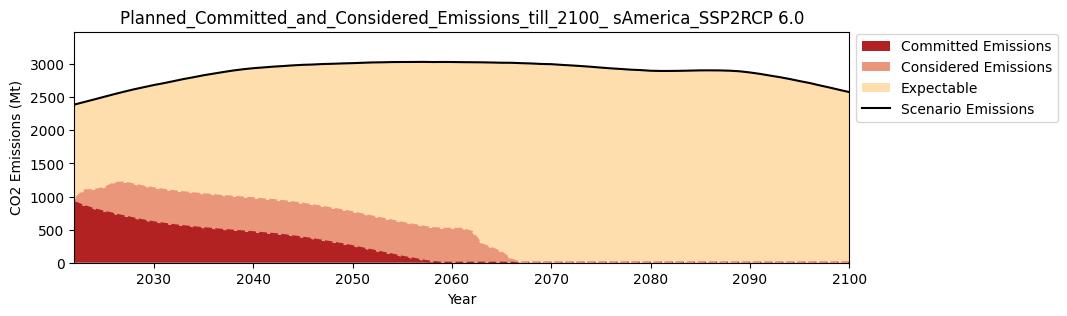 Planned_Committed_and_Considered_Emissions_till_2100_ sAmerica_SSP2RCP 6.0
Committed Emissions
Considered Emissions
Expectable
Scenario Emissions
CO2 Emissions (Mt)
3000
2500
2000
1500
1000
500
0
2030
2040
2050
2060
2070
2080
2090
2100
Year